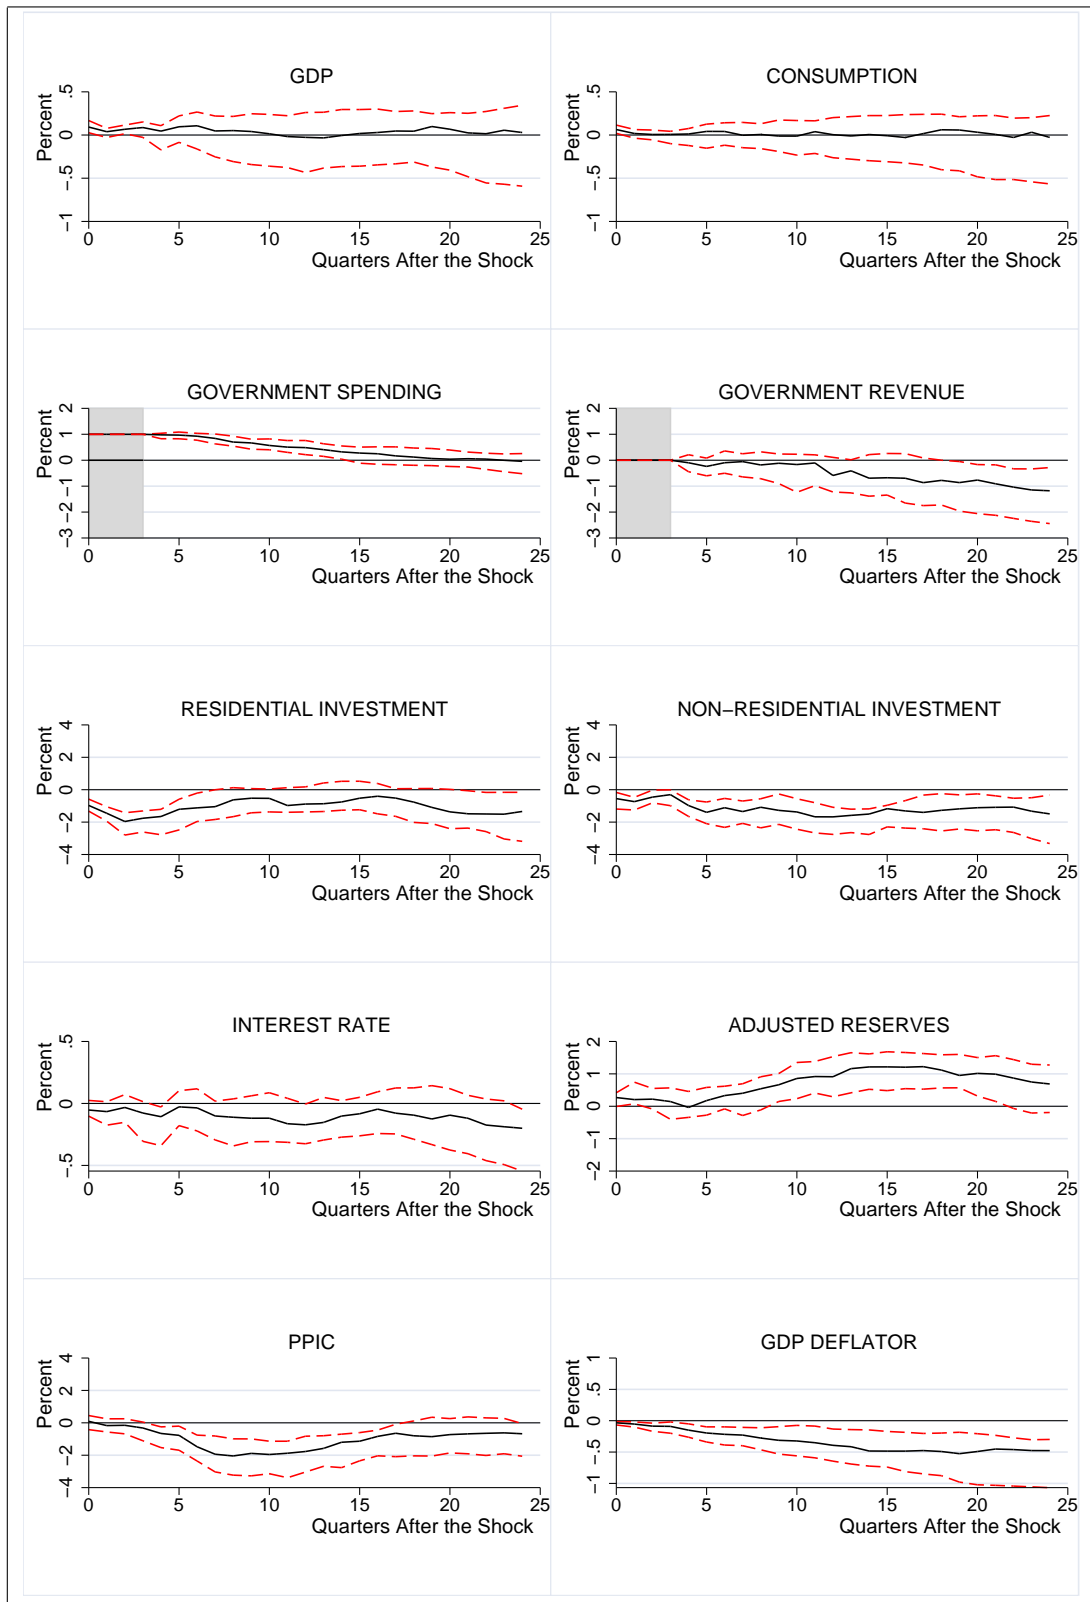 GDP
Percent
.5
0
-.5
-1
0 5 10 15 20 25
Quarters After the Shock
CONSUMPTION
Percent
.5
0
-.5
-1
0 5 10 15 20 25
Quarters After the Shock
GOVERNMENT SPENDING
Percent
2
1
0
-1
-2
-3
0 5 10 15 20 25
Quarters After the Shock
GOVERNMENT REVENUE
Percent
2
1
0
-1
-2
-3
0 5 10 15 20 25
Quarters After the Shock
RESIDENTIAL INVESTMENT
Percent
4
2
0
-2
-4
0 5 10 15 20 25
Quarters After the Shock
NON-RESIDENTIAL INVESTMENT
Percent
4
2
0
-2
-4
0 5 10 15 20 25
Quarters After the Shock
INTEREST RATE
Percent
.5
0
-.5
0 5 10 15 20 25
Quarters After the Shock
ADJUSTED RESERVES
Percent
2
1
0
-1
-2
0 5 10 15 20 25
Quarters After the Shock
PPIC
Percent
4
2
0
-2
-4
0 5 10 15 20 25
Quarters After the Shock
GDP DEFLATOR
Percent
1
.5
0
-.5
-1
0 5 10 15 20 25
Quarters After the Shock